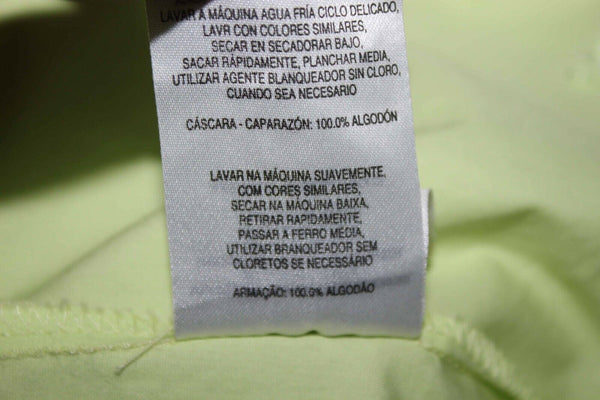 LAVAR A MÁQUINA AGUA FRÍA CICLO DELICADO,
LAVR CON COLORES SIMILARES,
SECAR EN SECADORAR BAJO,
SACAR RÁPIDAMENTE, PLANCHAR MEDIA,
UTILIZAR AGENTE BLANQUEADOR SIN CLORO,
CUANDO SEA NECESARIO
CÁSCARA - CAPARAZÓN: 100.0% ALGODÓN
LAVAR NA MÁQUINA SUAVEMENTE,
COM CORES SIMILARES,
SECAR NA MÁQUINA BAIXA,
RETIRAR RAPIDAMENTE,
PASSAR A FERRO MEDIA,
UTILIZAR BRANQUEADOR SEM
CLORETOS SE NECESSÁRIO
ARMAÇÃO: 100.0% ALGODÃO